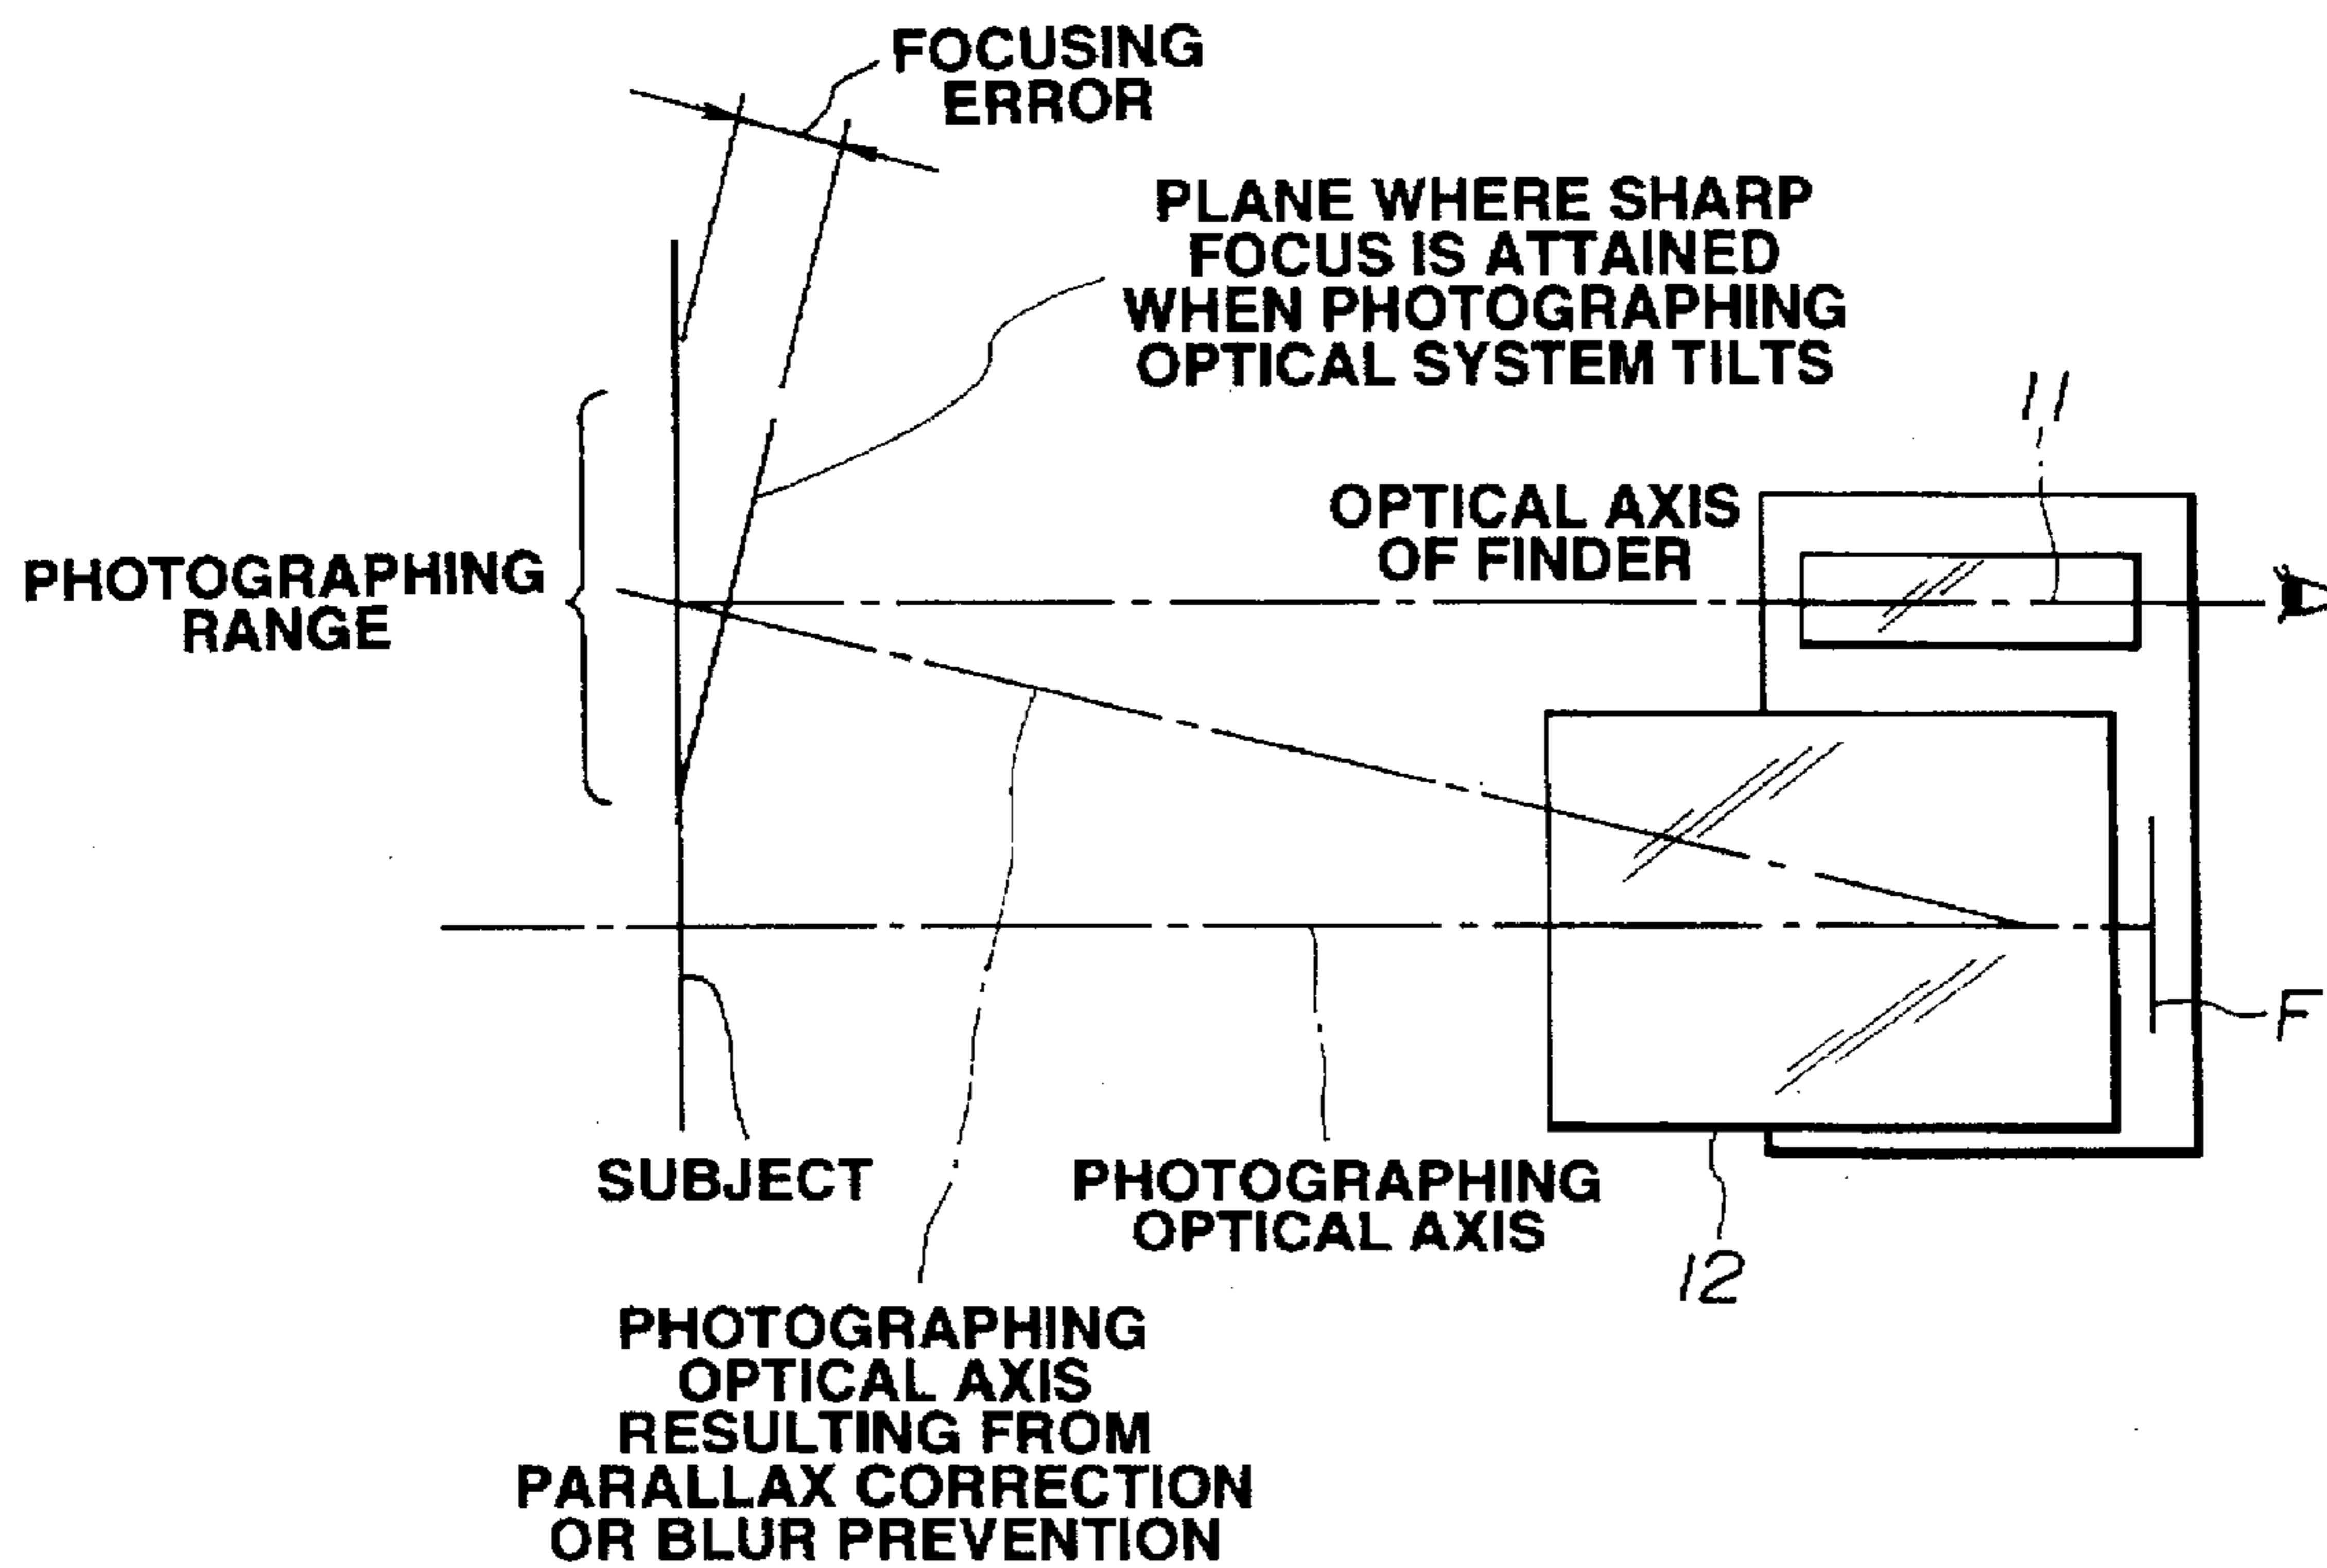 FOCUSING
ERROR
PLANE WHERE SHARP
FOCUS IS ATTAINED
WHEN PHOTOGRAPHING
OPTICAL SYSTEM TILTS
11
OPTICAL AXIS
OF FINDER
PHOTOGRAPHING
RANGE
F
SUBJECT
PHOTOGRAPHING
OPTICAL AXIS
12
PHOTOGRAPHING
OPTICAL AXIS
RESULTING FROM
PARALLAX CORRECTION
OR BLUR PREVENTION